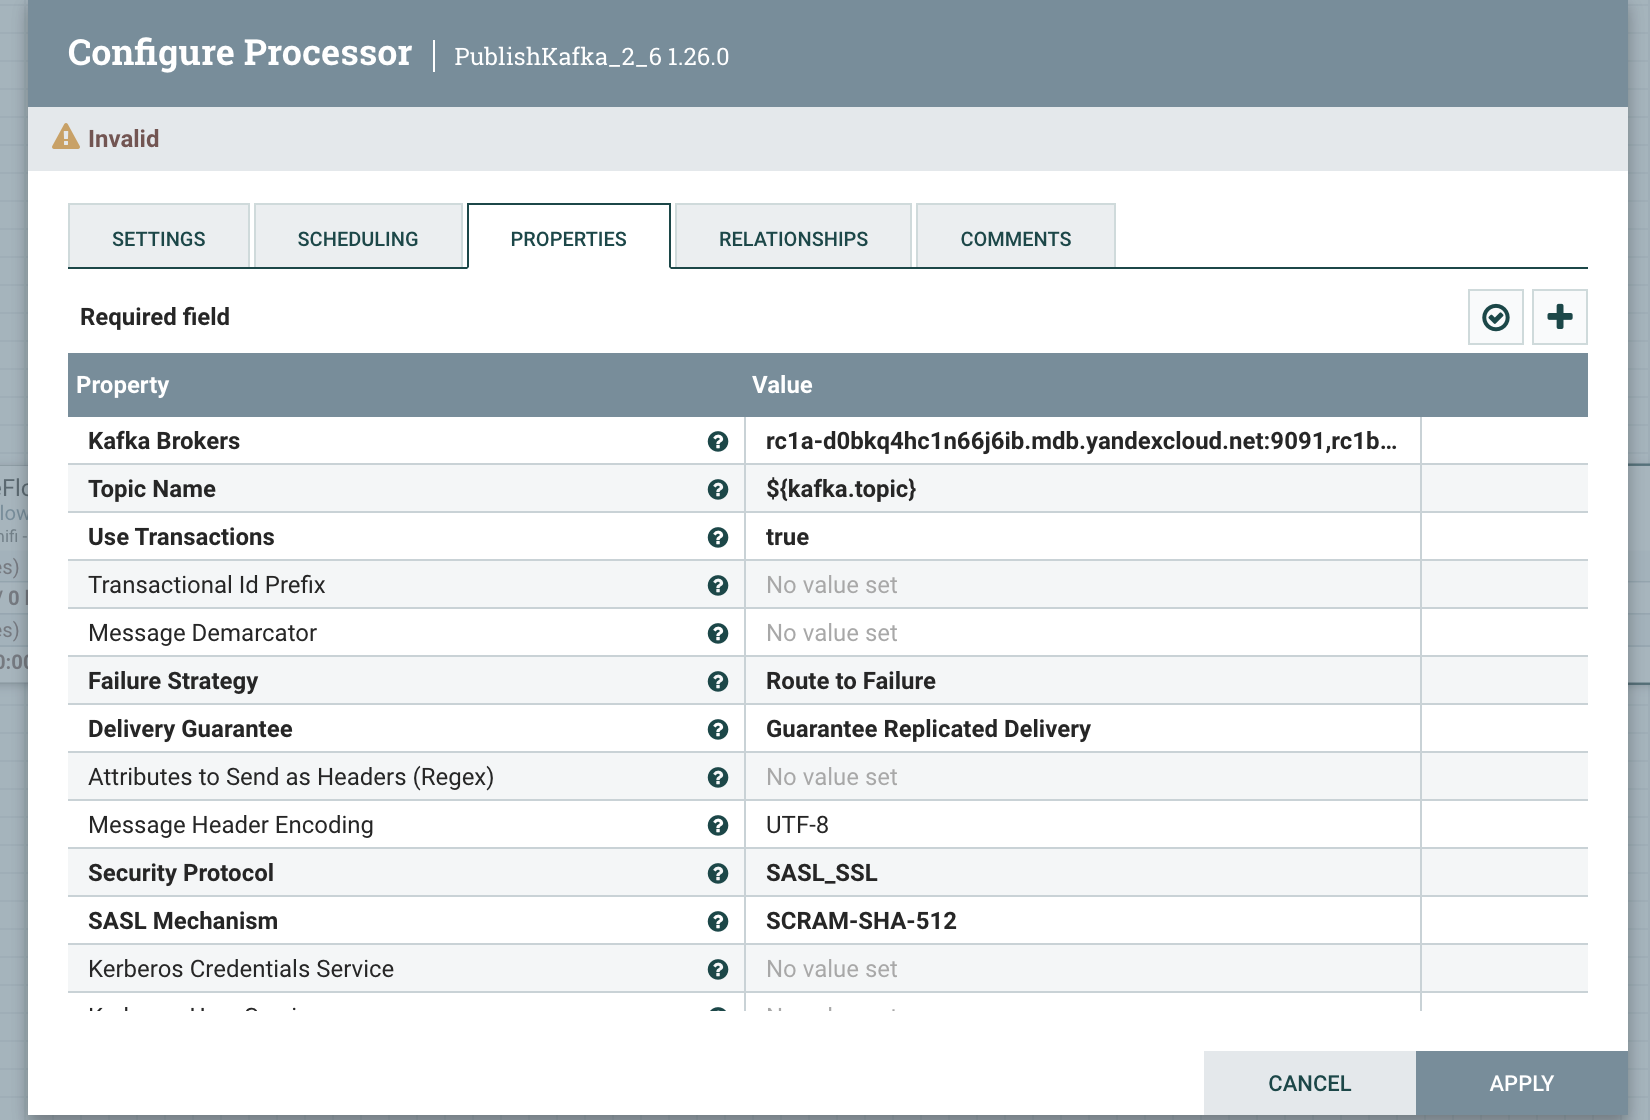 Configure Processor | PublishKafka_2_6 1.26.0
Invalid
SETTINGS SCHEDULING PROPERTIES RELATIONSHIPS COMMENTS
Required field
Property Value
Kafka Brokers rc1a-d0bkq4hc1n66j6ib.mdb.yandexcloud.net:9091,rc1b...
Topic Name ${kafka.topic}
Use Transactions true
Transactional Id Prefix No value set
Message Demarcator No value set
Failure Strategy Route to Failure
Delivery Guarantee Guarantee Replicated Delivery
Attributes to Send as Headers (Regex) No value set
Message Header Encoding UTF-8
Security Protocol SASL_SSL
SASL Mechanism SCRAM-SHA-512
Kerberos Credentials Service No value set
CANCEL APPLY